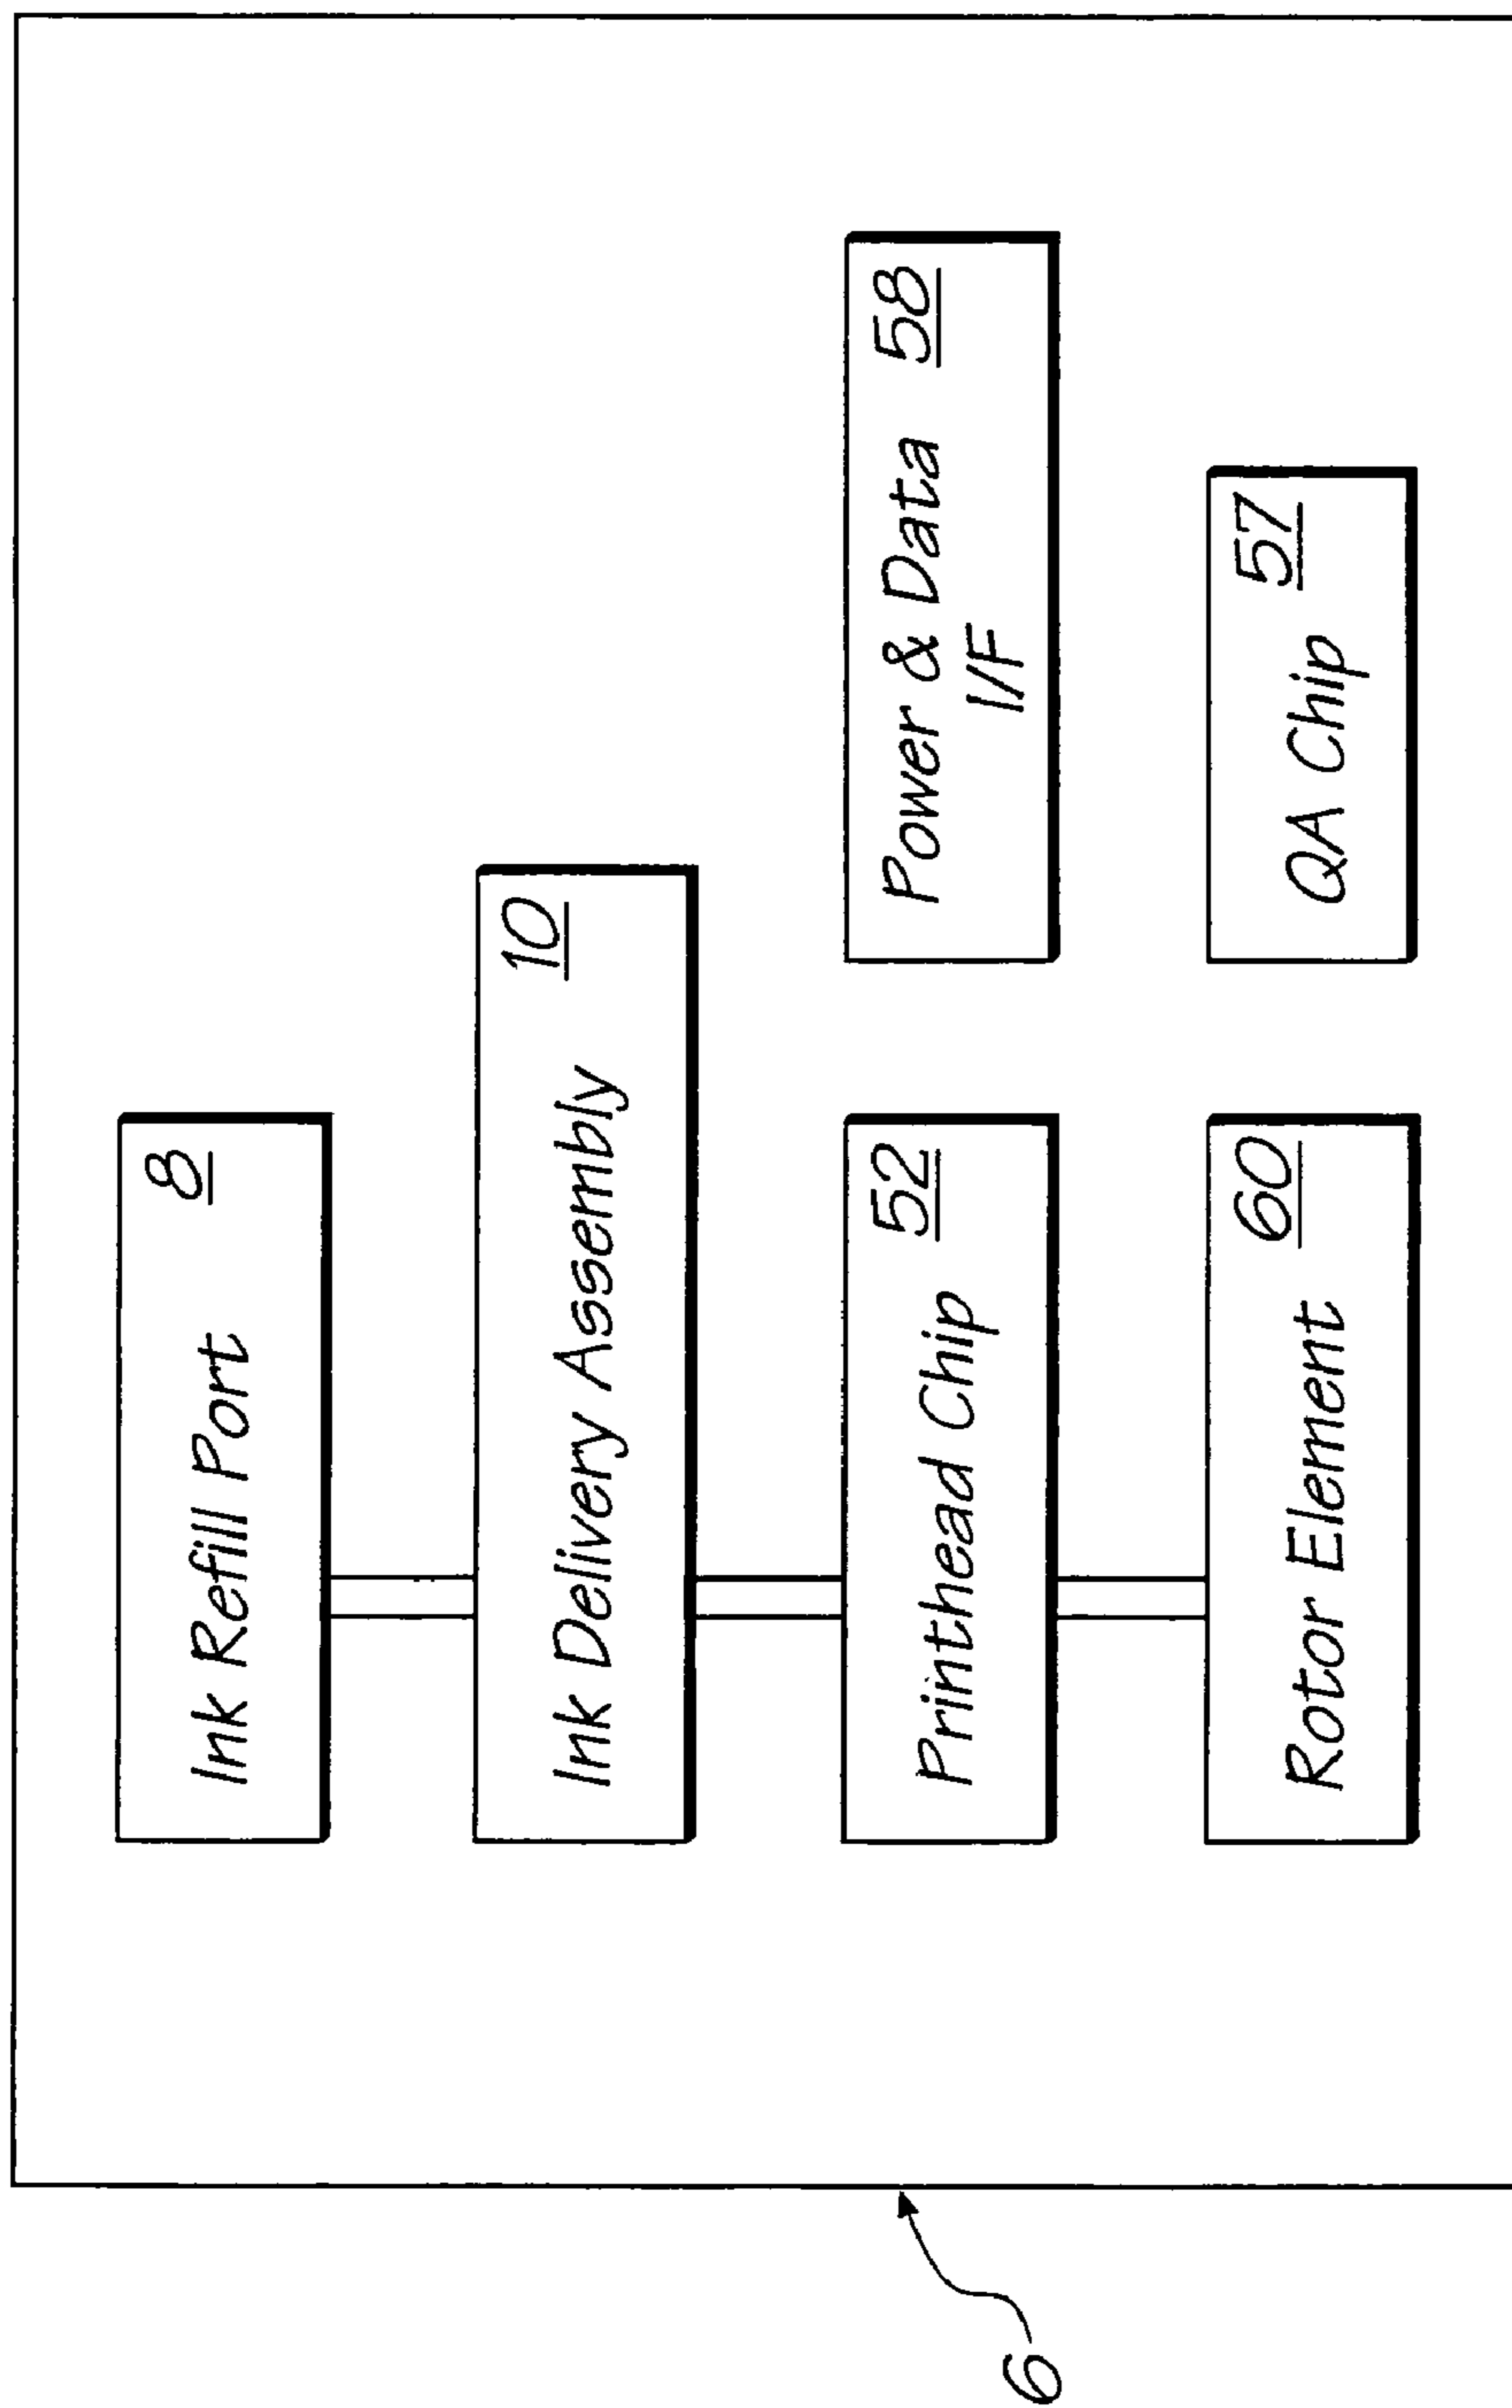 Ink Refill Port 8
Ink Delivery Assembly 10
Printhead Chip 52
Power & Data 58
I/F
Rotor Element 60
QA Chip 57
6